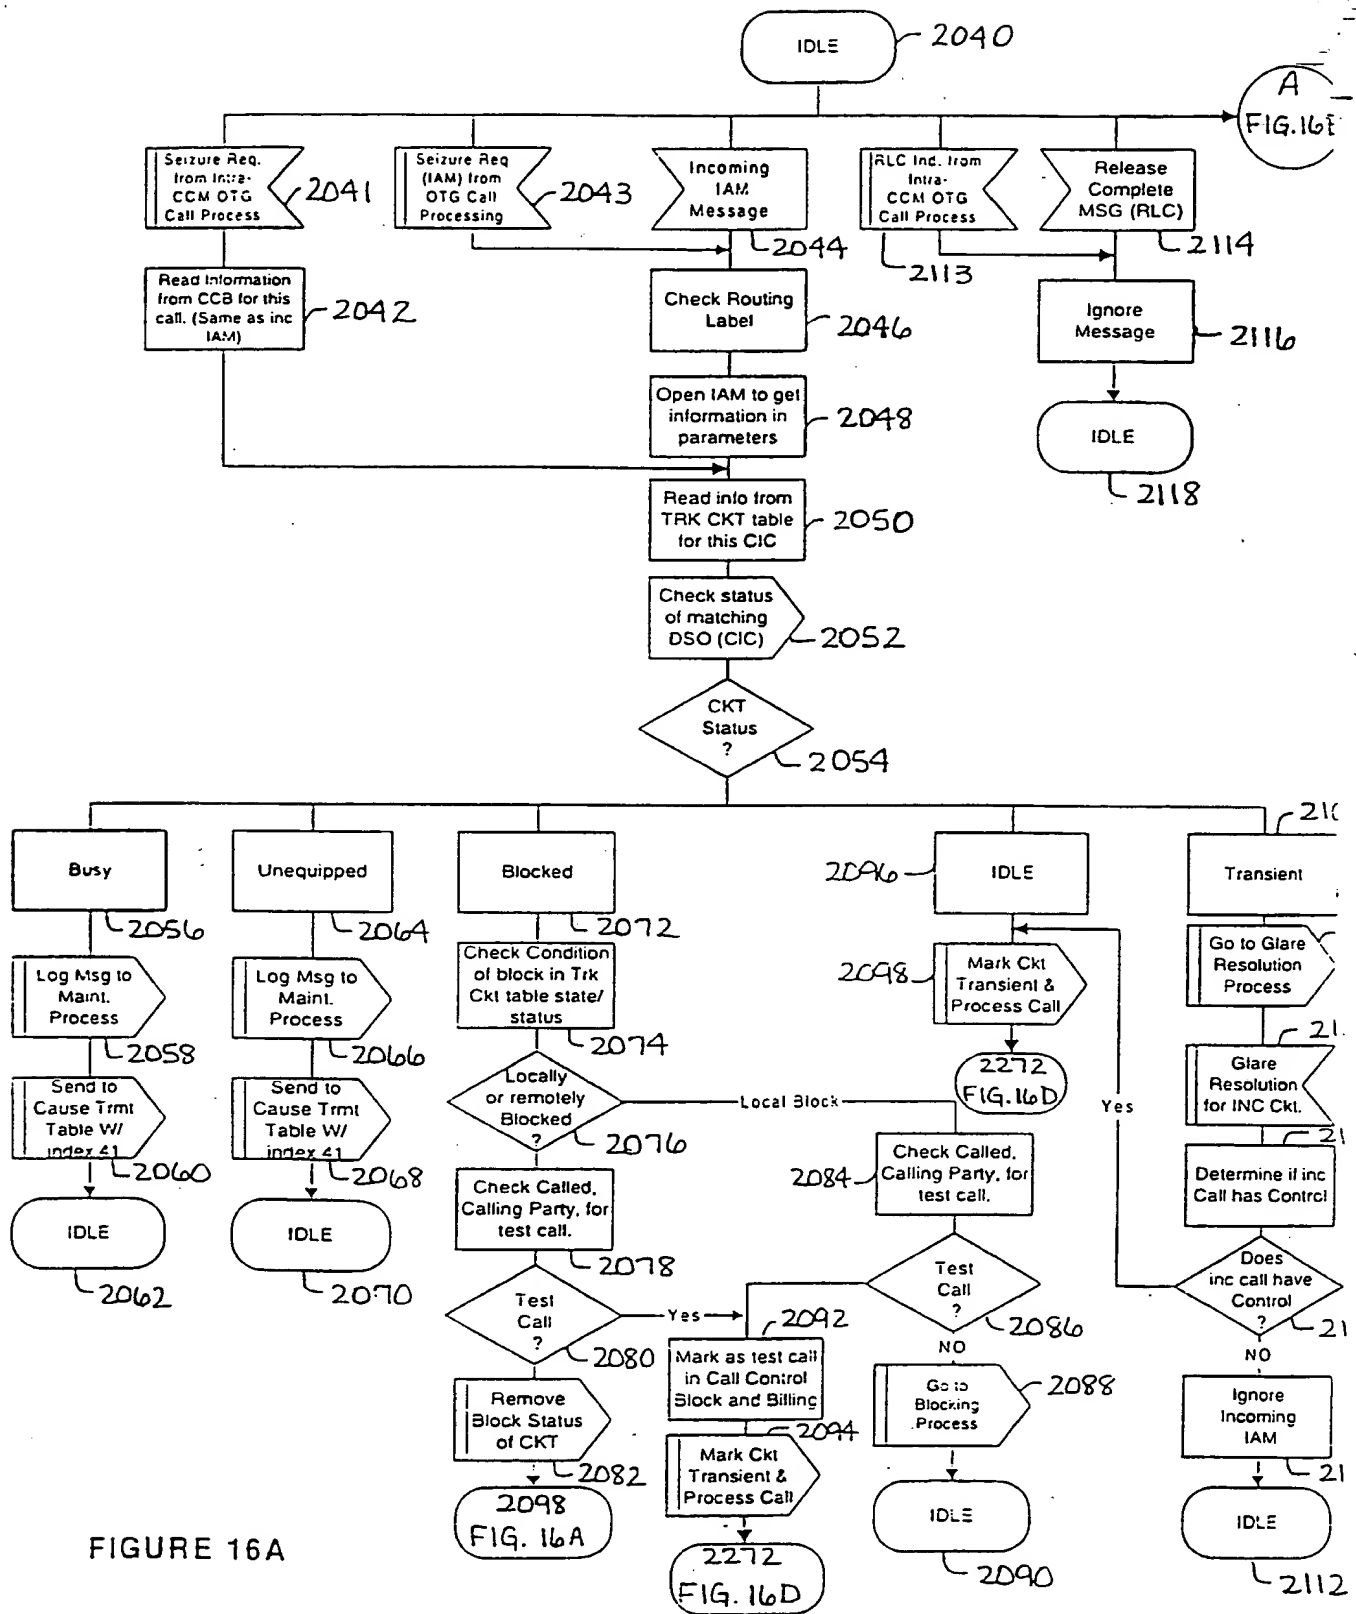 IDLE
2040
A
FIG.16
Seizure Req.
from Intra-
CCM OTG
Call Process
2041
Seizure Req
(IAM) from
OTG Call
Processing
2043
Incoming
IAM
Message
2044
RLC Ind. from
Intra-
CCM OTG
Call Process
2113
Release
Complete
MSG (RLC)
2114
Read Information
from CCB for this
call. (Same as inc
IAM)
2042
Check Routing
Label
2046
Ignore
Message
2116
Open IAM to get
information in
parameters
2048
IDLE
2118
Read info from
TRK CKT table
for this CIC
2050
Check status
of matching
DSO (CIC)
2052
CKT
Status
?
2054
Busy
2056
Unequipped
2064
Blocked
2072
2096
IDLE
Transient
Log Msg to
Maint.
Process
2058
Log Msg to
Maint.
Process
2066
Check Condition
of block in Trk
Ckt table state/
status
2074
2098
Mark Ckt
Transient &
Process Call
2272
FIG.16D
Go to Glare
Resolution
Process
Send to
Cause Trmt
Table W/
index 41
2060
Send to
Cause Trmt
Table W/
index 41
2068
Locally
or remotely
Blocked
?
2076
Local Block
Yes
Glare
Resolution
for INC Ckt.
IDLE
2062
IDLE
2070
Check Called,
Calling Party, for
test call.
2078
2084
Check Called,
Calling Party, for
test call.
Determine if inc
Call has Control
Test
Call
?
2080
Yes
Test
Call
?
2086
NO
Does
inc call have
Control
?
NO
Remove
Block Status
of CKT
2082
2092
Mark as test call
in Call Control
Block and Billing
Go to
Blocking
Process
2088
Ignore
Incoming
IAM
2098
FIG. 16A
2094
Mark Ckt
Transient &
Process Call
2272
FIG. 16D
IDLE
2090
IDLE
2112
FIGURE 16A